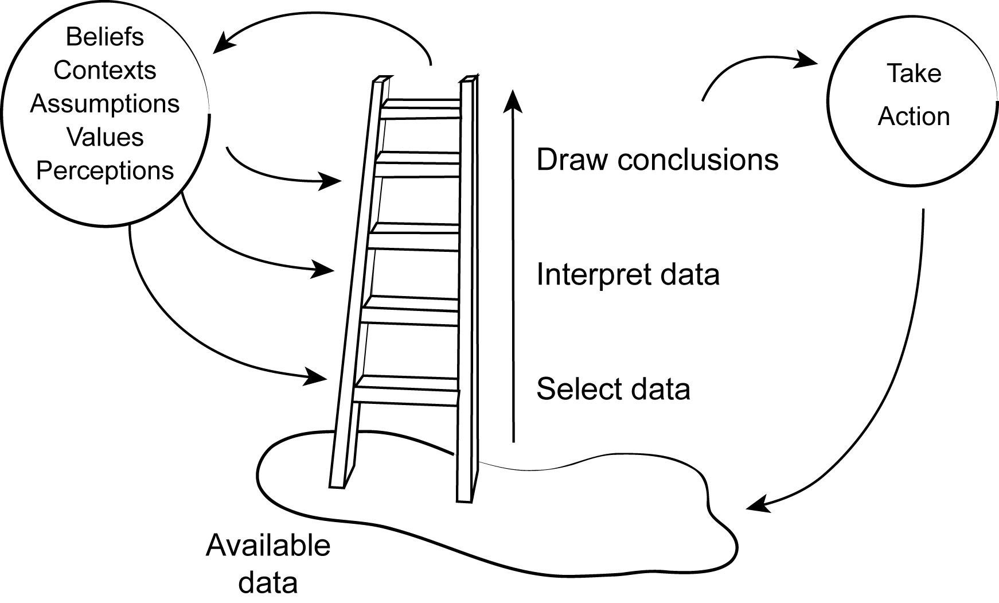 Beliefs
Contexts
Assumptions
Values
Perceptions
Take
Action
Draw conclusions
Interpret data
Select data
Available
data